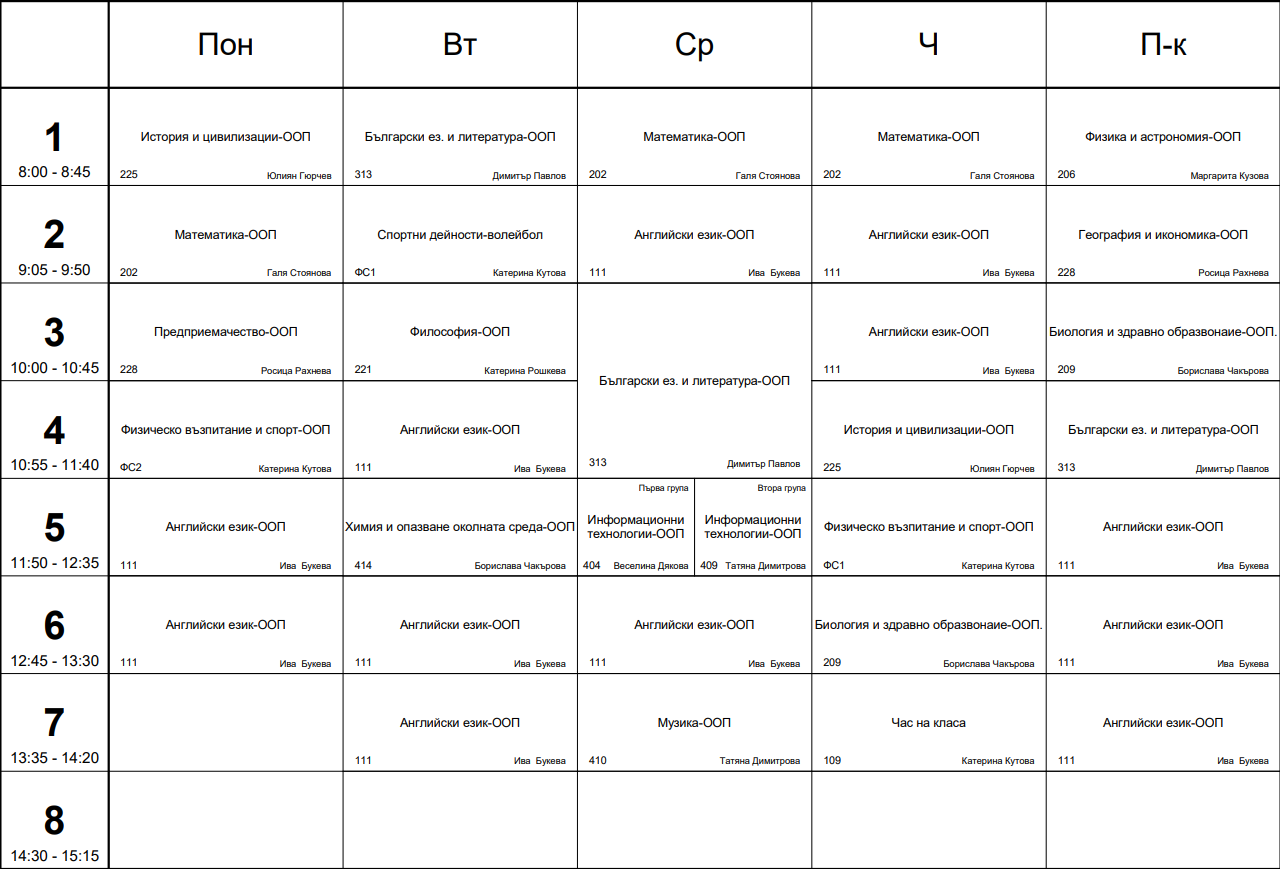 Пон Вт Ср Ч П-к
1
8:00 - 8:45
История и цивилизации-ООП
225 Юлиян Гюрчев
Български ез. и литература-ООП
313 Димитър Павлов
Математика-ООП
202 Галя Стоянова
Математика-ООП
202 Галя Стоянова
Физика и астрономия-ООП
206 Маргарита Кузова
2
9:05 - 9:50
Математика-ООП
202 Галя Стоянова
Спортни дейности-волейбол
ФС1 Катерина Кутова
Английски език-ООП
111 Ива Букева
Английски език-ООП
111 Ива Букева
География и икономика-ООП
228 Росица Рахнева
3
10:00 - 10:45
Предприемачество-ООП
228 Росица Рахнева
Философия-ООП
221 Катерина Рошкева
Български ез. и литература-ООП
313 Димитър Павлов
Английски език-ООП
111 Ива Букева
Биология и здравно образвонаие-ООП.
209 Борислава Чакърова
4
10:55 - 11:40
Физическо възпитание и спорт-ООП
ФС2 Катерина Кутова
Английски език-ООП
111 Ива Букева
История и цивилизации-ООП
225 Юлиян Гюрчев
Български ез. и литература-ООП
313 Димитър Павлов
5
11:50 - 12:35
Английски език-ООП
111 Ива Букева
Химия и опазване околната среда-ООП
414 Борислава Чакърова
Първа група
Информационни
технологии-ООП
404 Веселина Дякова
Втора група
Информационни
технологии-ООП
409 Татяна Димитрова
Физическо възпитание и спорт-ООП
ФС1 Катерина Кутова
Английски език-ООП
111 Ива Букева
6
12:45 - 13:30
Английски език-ООП
111 Ива Букева
Английски език-ООП
111 Ива Букева
Английски език-ООП
111 Ива Букева
Биология и здравно образвонаие-ООП.
209 Борислава Чакърова
Английски език-ООП
111 Ива Букева
7
13:35 - 14:20
Английски език-ООП
111 Ива Букева
Музика-ООП
410 Татяна Димитрова
Час на класа
109 Катерина Кутова
Английски език-ООП
111 Ива Букева
8
14:30 - 15:15